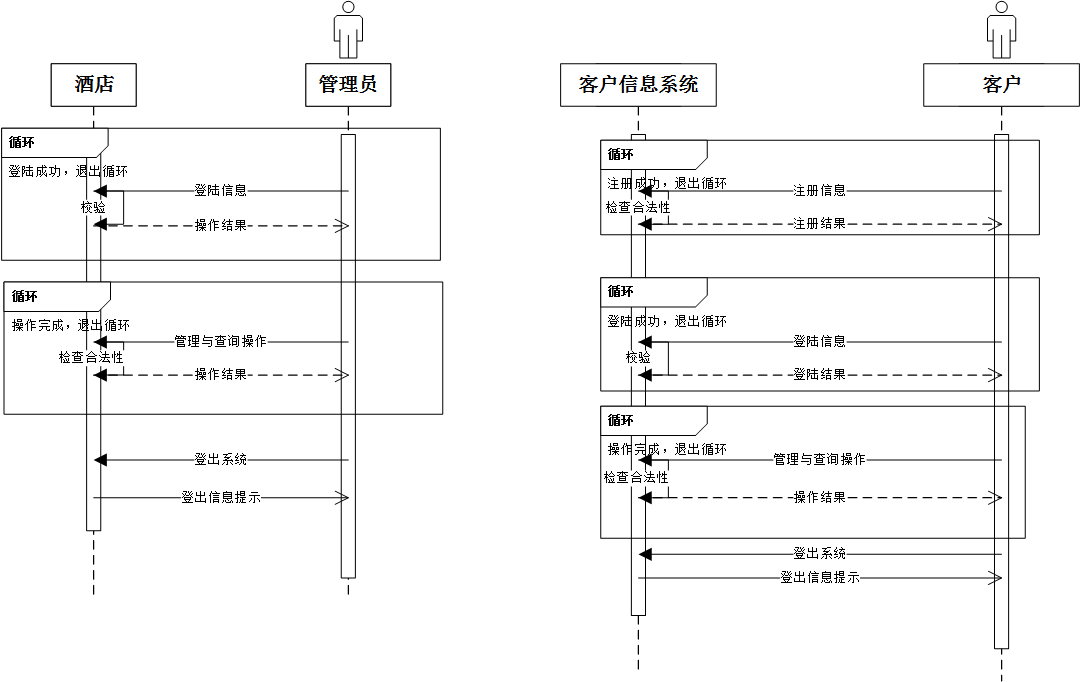 酒店
管理员
循环
登陆成功，退出循环
登陆信息
校验
操作结果
循环
操作完成，退出循环
管理与查询操作
检查合法性
操作结果
登出系统
登出信息提示
客户信息系统
客户
循环
注册成功，退出循环
注册信息
检查合法性
注册结果
循环
登陆成功，退出循环
登陆信息
校验
登陆结果
循环
操作完成，退出循环
管理与查询操作
检查合法性
操作结果
登出系统
登出信息提示